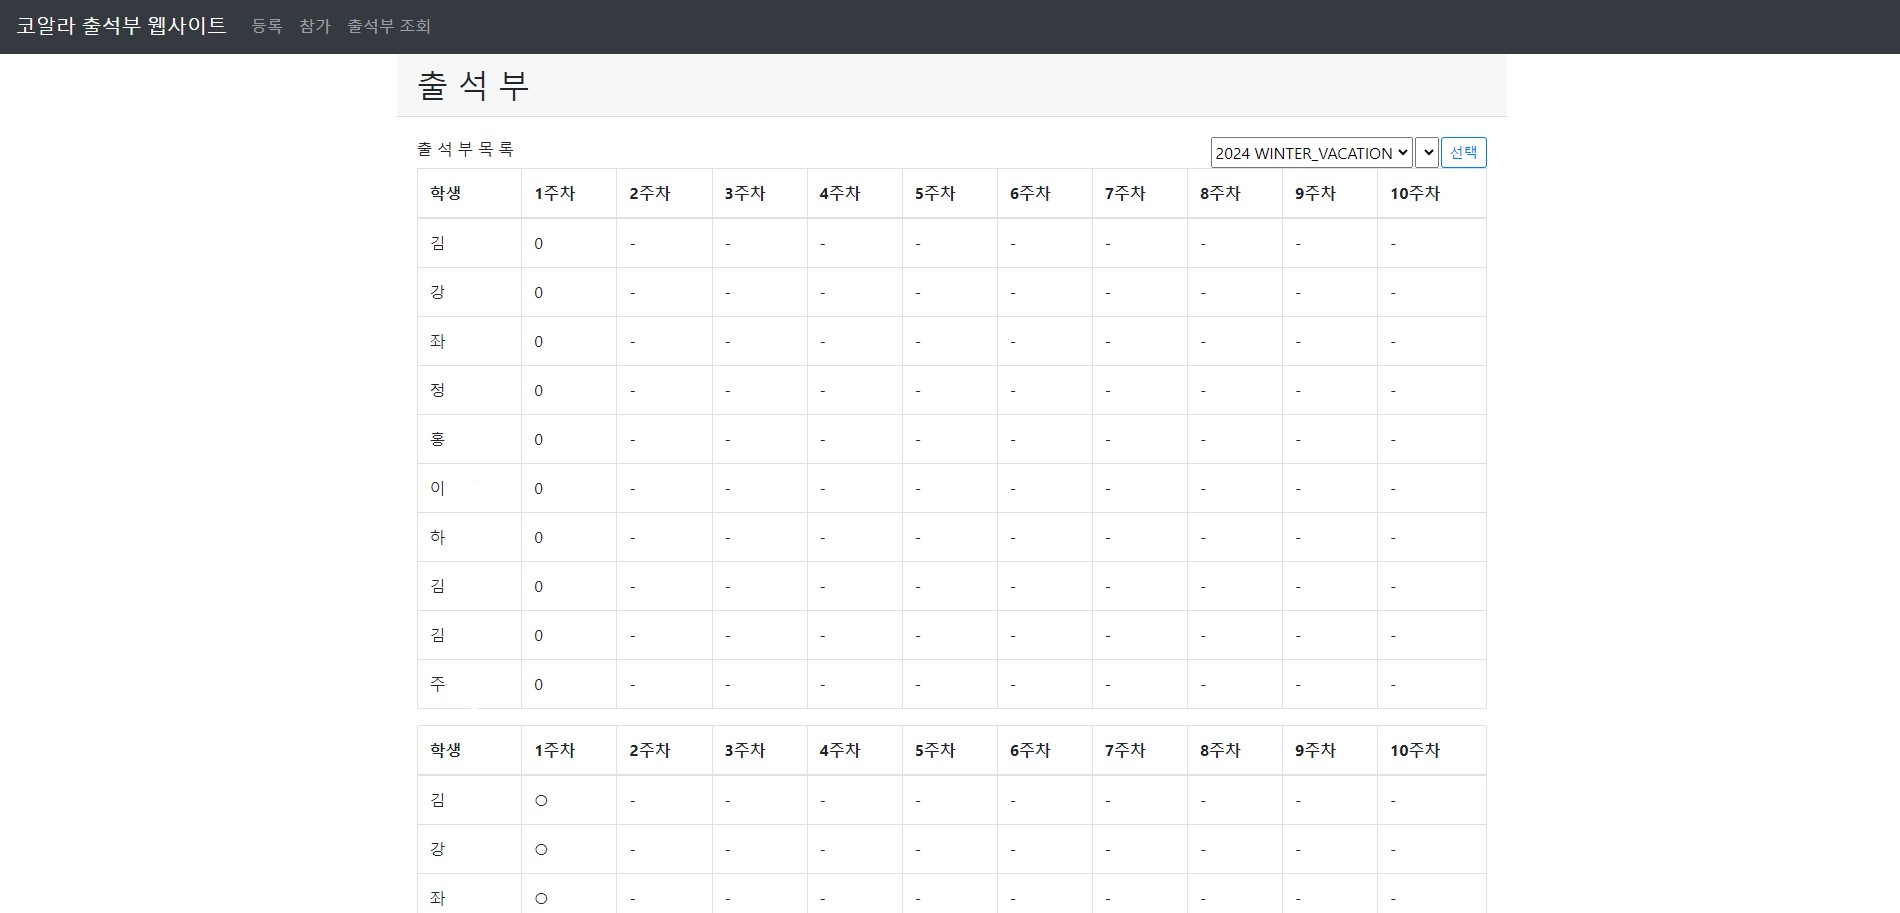 코알라 출석부 웹사이트 등록 참가 출석부 조회
출 석 부
출 석 부 목 록 2024 WINTER_VACATION 선택
학생 1주차 2주차 3주차 4주차 5주차 6주차 7주차 8주차 9주차 10주차
김 0 - - - - - - - - -
강 0 - - - - - - - - -
좌 0 - - - - - - - - -
정 0 - - - - - - - - -
홍 0 - - - - - - - - -
이 0 - - - - - - - - -
하 0 - - - - - - - - -
김 0 - - - - - - - - -
김 0 - - - - - - - - -
주 0 - - - - - - - - -
학생 1주차 2주차 3주차 4주차 5주차 6주차 7주차 8주차 9주차 10주차
김 ○ - - - - - - - - -
강 ○ - - - - - - - - -
좌 ○ - - - - - - - - -